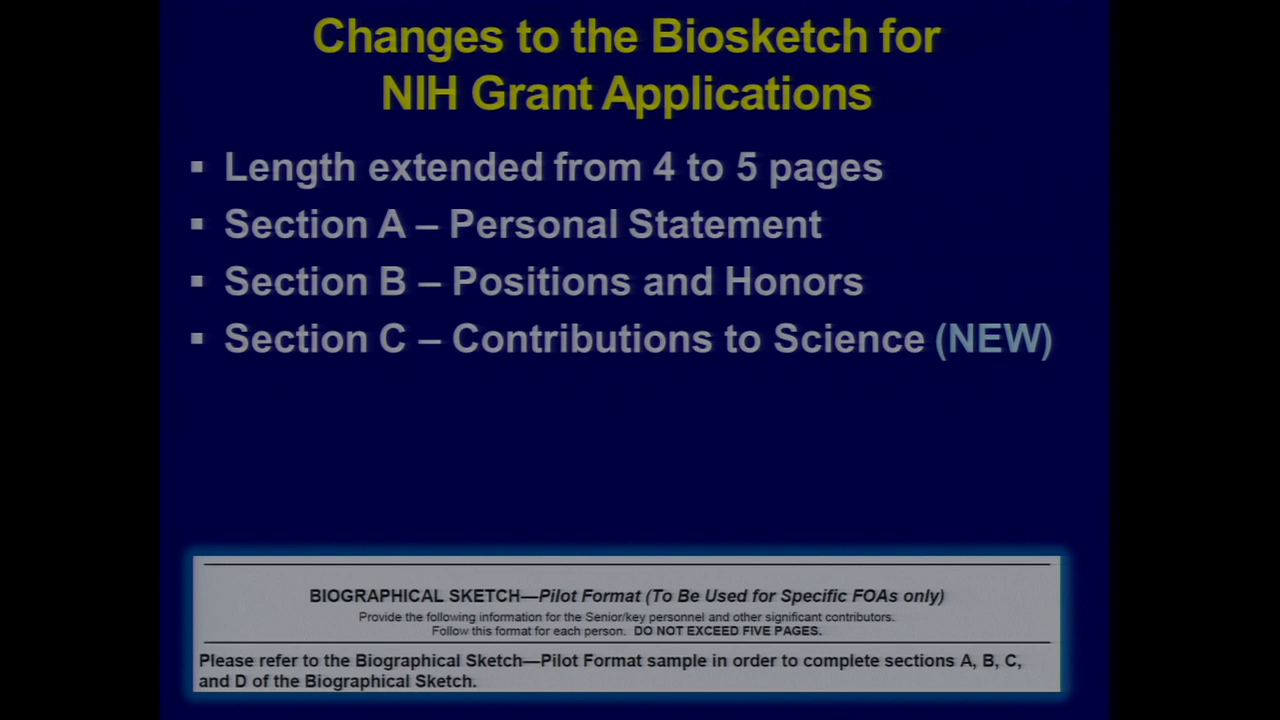 Changes to the Biosketch for
NIH Grant Applications
▪ Length extended from 4 to 5 pages
▪ Section A – Personal Statement
▪ Section B – Positions and Honors
▪ Section C – Contributions to Science (NEW)
BIOGRAPHICAL SKETCH—Pilot Format (To Be Used for Specific FOAs only)
Provide the following information for the Senior/key personnel and other significant contributors.
Follow this format for each person. DO NOT EXCEED FIVE PAGES.
Please refer to the Biographical Sketch—Pilot Format sample in order to complete sections A, B, C,
and D of the Biographical Sketch.